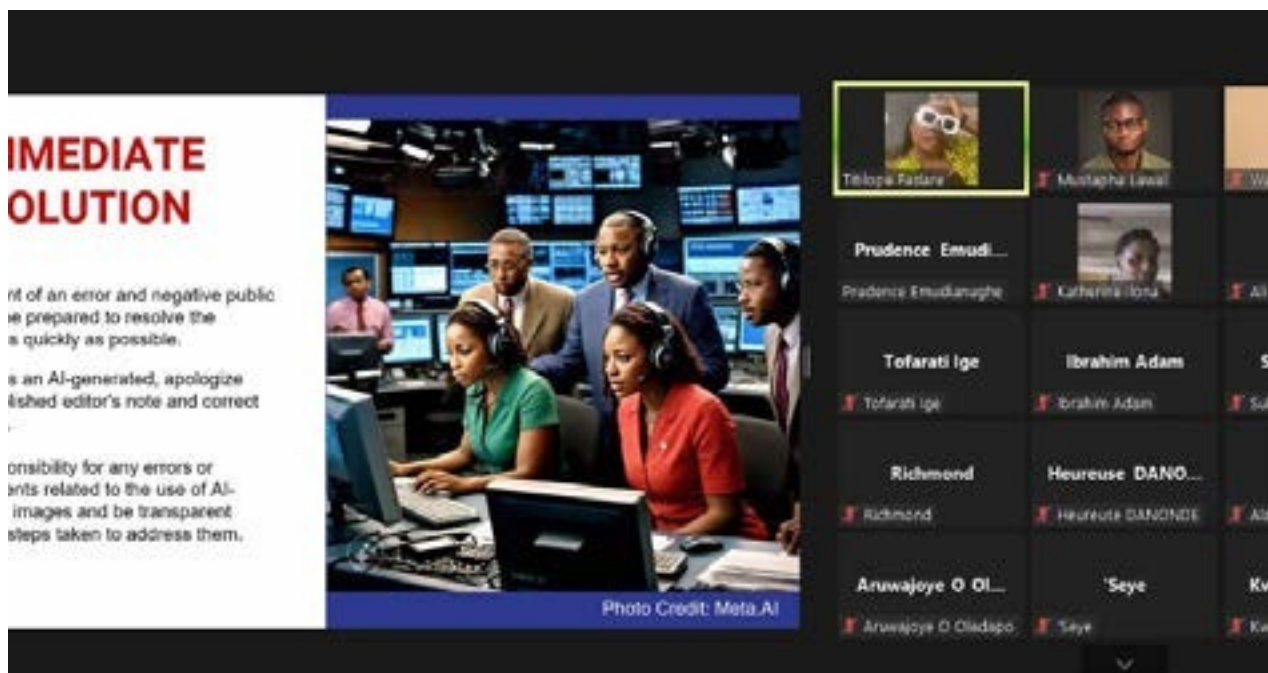 IMEDIATE
OLUTION
nt of an error and negative public
e prepared to resolve the
s quickly as possible.
s an AI-generated, apologize
lished editor's note and correct
onsibility for any errors or
ents related to the use of AI-
images and be transparent
steps taken to address them.
Photo Credit: Meta.AI
Titilope Fadare
Mustapha Lawal
Prudence Emudi...
Prudence Emudianughe
Katherine Ilona
Ali
Tofarati Ige
Tofarati Ige
Ibrahim Adam
Ibrahim Adam
S
Richmond
Richmond
Heureuse DANO...
Heureuse DANONDE
Aruwajoye O Ol...
Aruwajoye O Oladapo
'Seye
'Seye
Kv